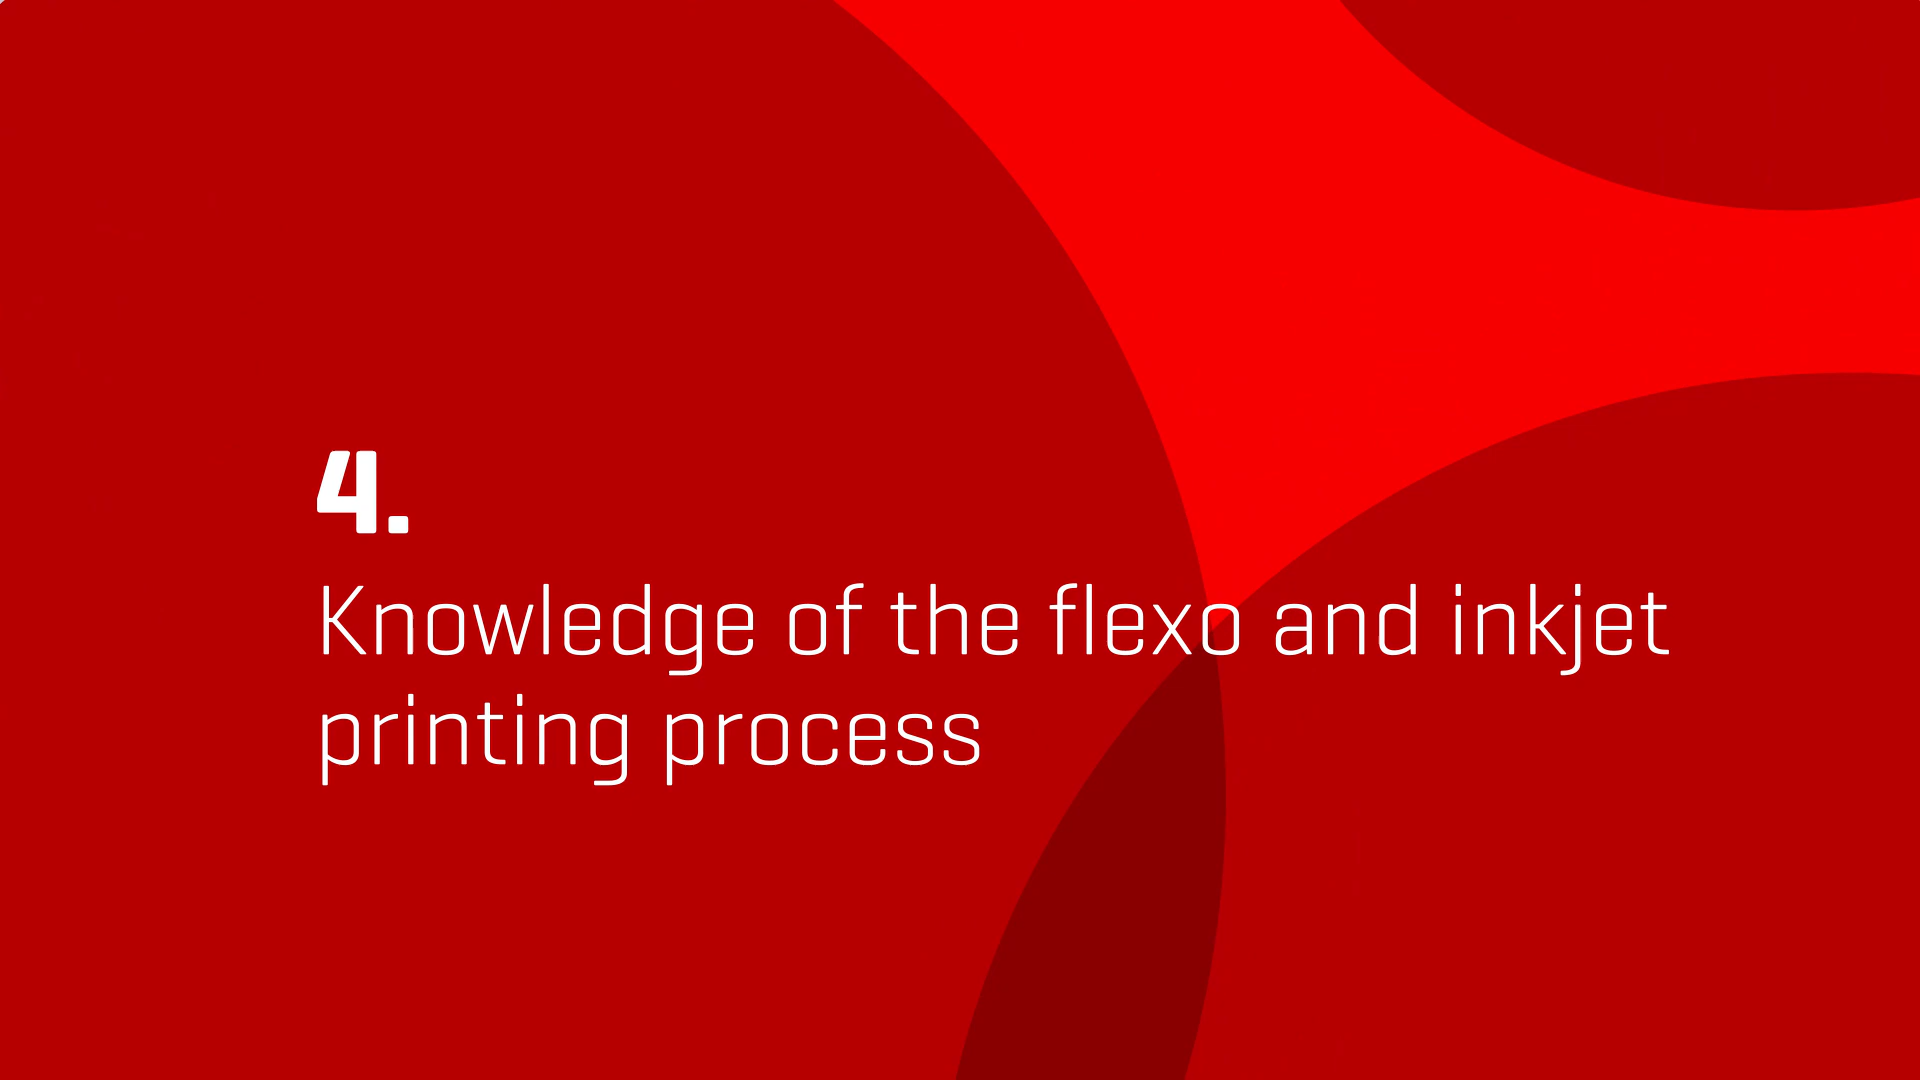 4.
Knowledge of the flexo and inkjet
printing process